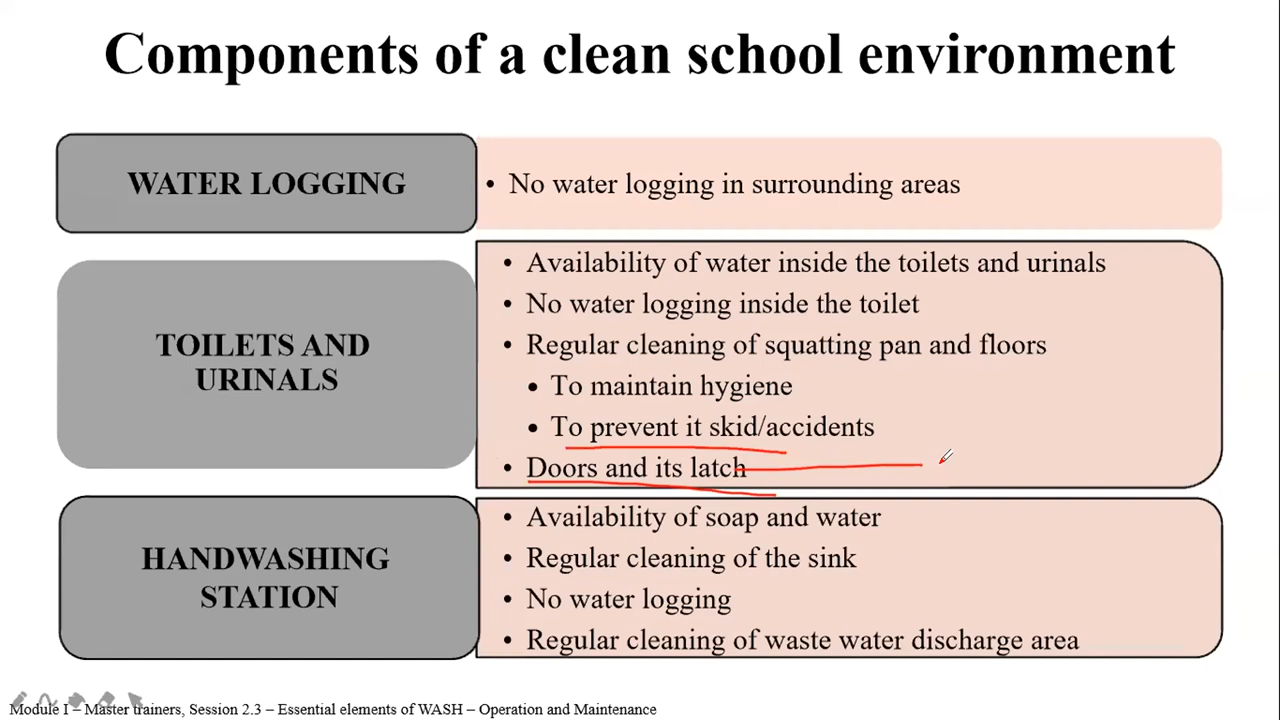 Components of a clean school environment
WATER LOGGING
• No water logging in surrounding areas
TOILETS AND
URINALS
• Availability of water inside the toilets and urinals
• No water logging inside the toilet
• Regular cleaning of squatting pan and floors
• To maintain hygiene
• To prevent it skid/accidents
• Doors and its latch
HANDWASHING
STATION
• Availability of soap and water
• Regular cleaning of the sink
• No water logging
• Regular cleaning of waste water discharge area
Module I – Master trainers, Session 2.3 – Essential elements of WASH – Operation and Maintenance